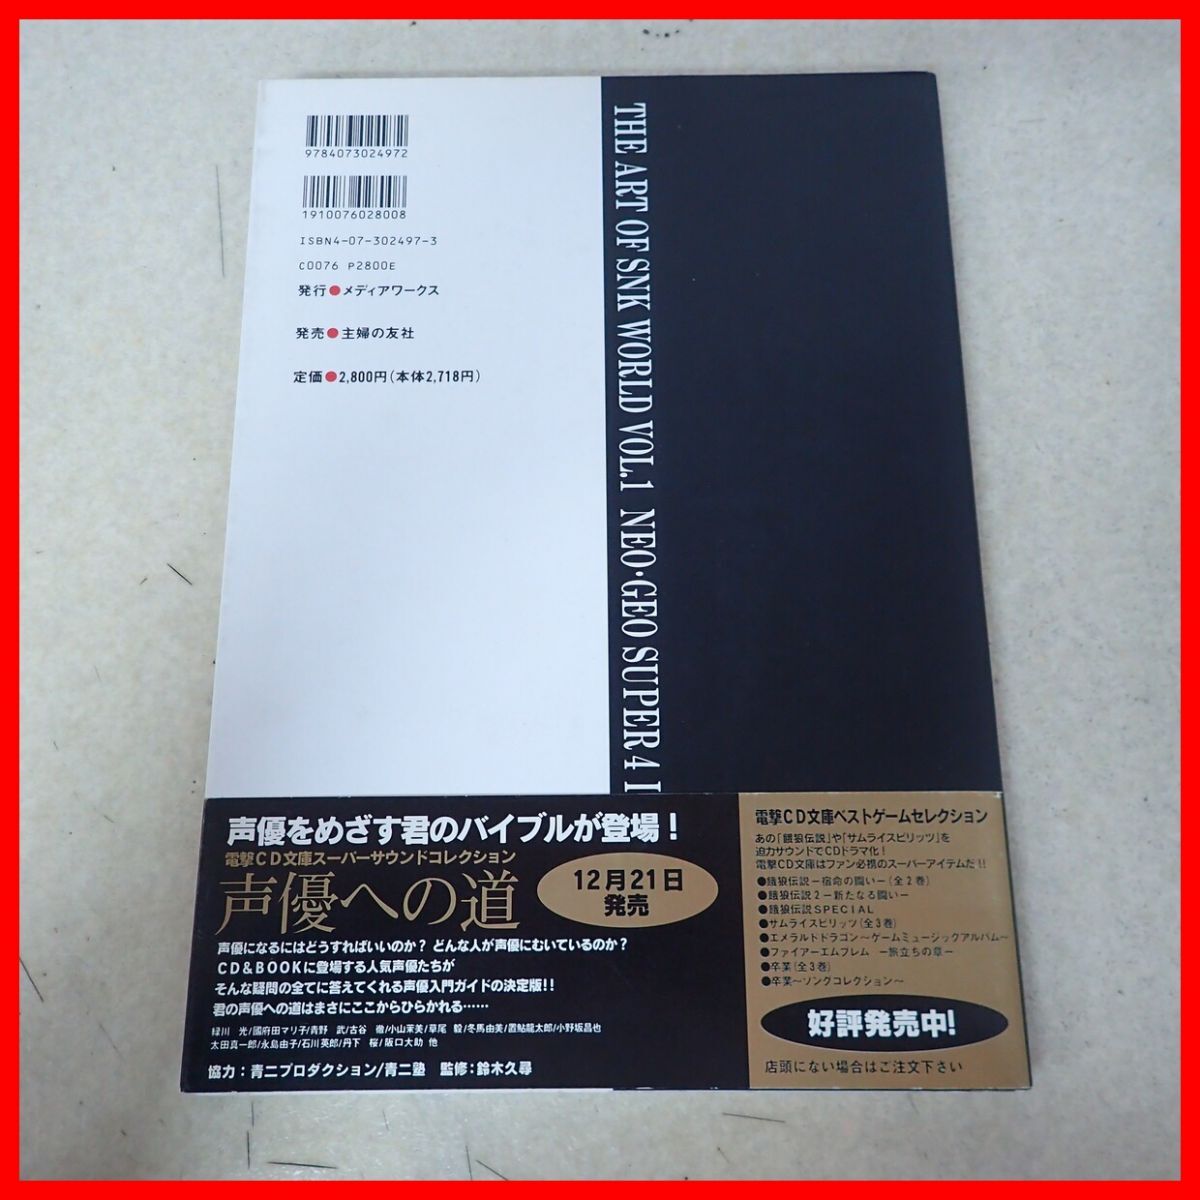 9784073024972
1910076028008
ISBN4-07-302497-3
C0076 P2800E
発行●メディアワークス
発売●主婦の友社
定価●2,800円(本体2,718円)
THE ART OF SNK WORLD VOL.1 NEO・GEO SUPER 4
声優をめざす君のバイブルが登場!
電撃CD文庫スーパーサウンドコレクション
声優への道
12月21日
発売
声優になるにはどうすればいいのか? どんな人が声優にむいているのか?
CD&BOOKに登場する人気声優たちが
そんな疑問の全てに答えてくれる声優入門ガイドの決定版!!
君の声優への道はまさにここからひらかれる……
緑川 光/國府田マリ子/青野 武/古谷 徹/小山茉美/草尾 毅/冬馬由美/置鮎龍太郎/小野坂昌也
太田真一郎/永島由子/石川英郎/丹下 桜/阪口大助 他
協力:青二プロダクション/青二塾 監修:鈴木久尋
電撃CD文庫ベストゲームセレクション
あの「餓狼伝説」や「サムライスピリッツ」を
迫力サウンドでCDドラマ化!
電撃CD文庫はファン必携のスーパーアイテムだ!!
●餓狼伝説ー宿命の闘いー(全2巻)
●餓狼伝説2ー新たなる闘いー
●餓狼伝説SPECIAL
●サムライスピリッツ(全3巻)
●エメラルドドラゴン〜ゲームミュージックアルバム〜
●ファイアーエムブレム ー旅立ちの章ー
●卒業(全3巻)
●卒業〜ソングコレクション〜
好評発売中!
店頭にない場合はご注文下さい